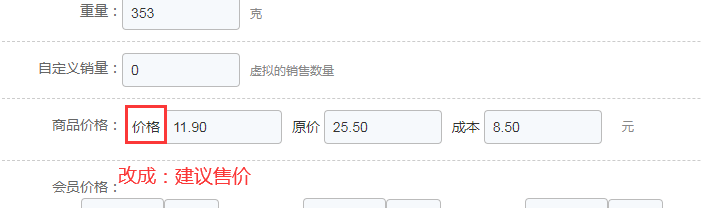 重量： 353 克
自定义销量： 0 虚拟的销售数量
商品价格： 价格 11.90 原价 25.50 成本 8.50 元
改成：建议售价
会员价格：